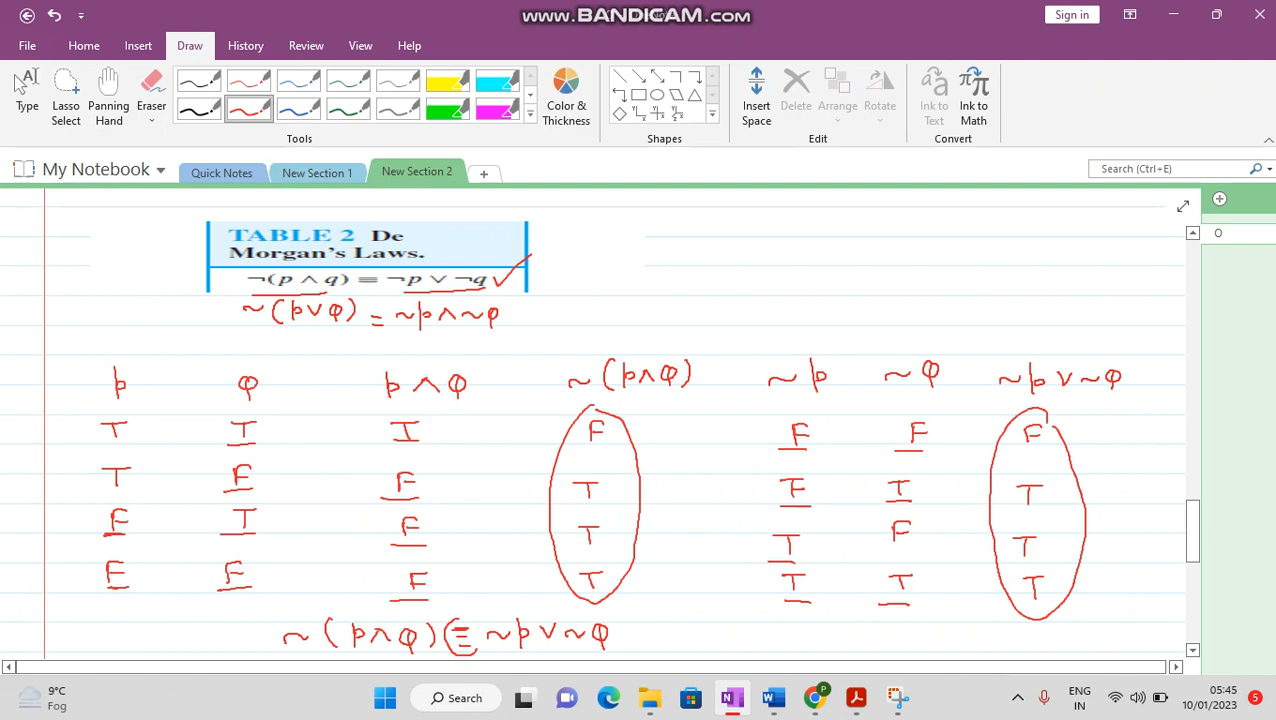 www.BANDICAM.com
Sign in
File Home Insert Draw History Review View Help
Type Lasso Select Panning Hand Eraser Color & Thickness Insert Space Delete Arrange Rotate Ink to Text Ink to Math
Tools Shapes Edit Convert
My Notebook Quick Notes New Section 1 New Section 2 Search (Ctrl+E)
TABLE 2 De
Morgan's Laws.
¬(p ∧ q) ≡ ¬p ∨ ¬q ✓
~(p∨q) ≡ ~p∧~q
p q p∧q ~(p∧q) ~p ~q ~p∨~q
T T T F F F F
T F F T F T T
F T F T T F T
F F F T T T T
~(p∧q) ≡ ~p∨~q
9°C
Fog
Search
ENG
IN
05:45
10/01/2023
5